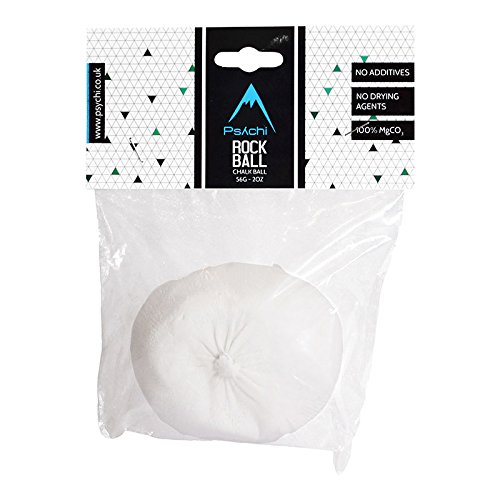 www.psychi.co.uk
Psychi
ROCK
BALL
CHALK BALL
56G - 2OZ
NO ADDITIVES
NO DRYING
AGENTS
100% MgCO₃